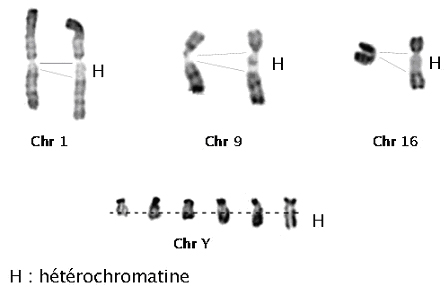 H H H
Chr 1 Chr 9 Chr 16
H
Chr Y
H : hétérochromatine